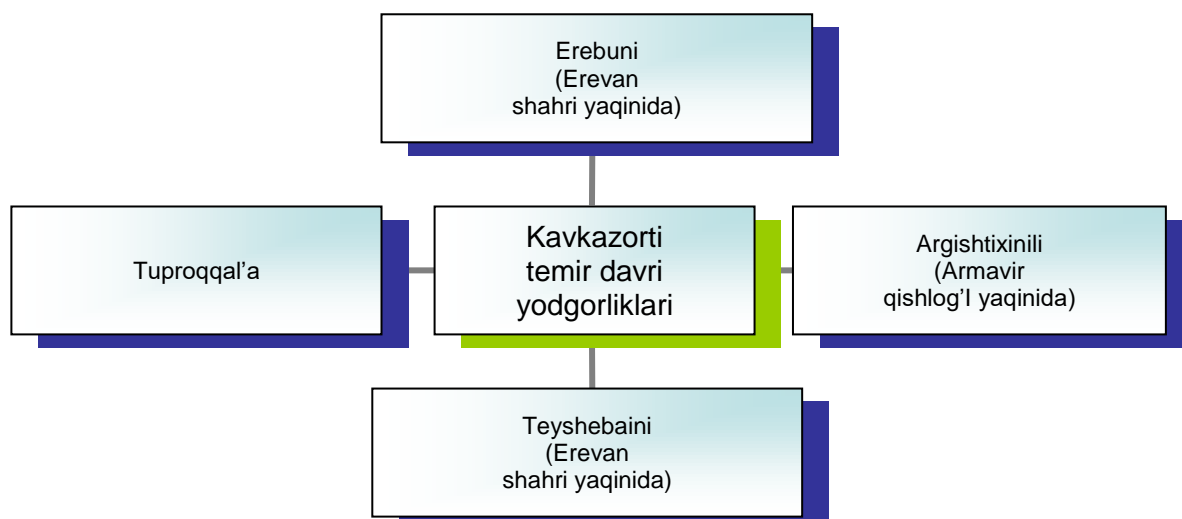 Erebuni
(Erevan
shahri yaqinida)
Tuproqqal’a
Kavkazorti
temir davri
yodgorliklari
Argishtixinili
(Armavir
qishlog’I yaqinida)
Teyshebaini
(Erevan
shahri yaqinida)